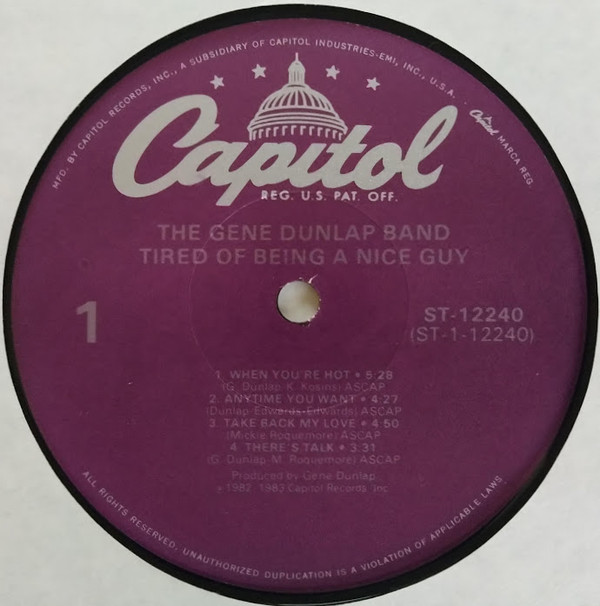 MFD. BY CAPITOL RECORDS, INC., A SUBSIDIARY OF CAPITOL INDUSTRIES-EMI, INC., U.S.A. Capitol MARCA REG.
Capitol
REG. U.S. PAT. OFF.
THE GENE DUNLAP BAND
TIRED OF BEING A NICE GUY
1
ST-12240
(ST-1-12240)
1. WHEN YOU'RE HOT • 5:28
(G. Dunlap-K. Kosins) ASCAP
2. ANYTIME YOU WANT • 4:27
(Dunlap-Edwards-Edwards) ASCAP
3. TAKE BACK MY LOVE • 4:50
(Mickie Roquemore) ASCAP
4. THERE'S TALK • 3:31
(G. Dunlap-M. Roquemore) ASCAP
Produced by Gene Dunlap
1982, 1983 Capitol Records, Inc.
ALL RIGHTS RESERVED. UNAUTHORIZED DUPLICATION IS A VIOLATION OF APPLICABLE LAWS.